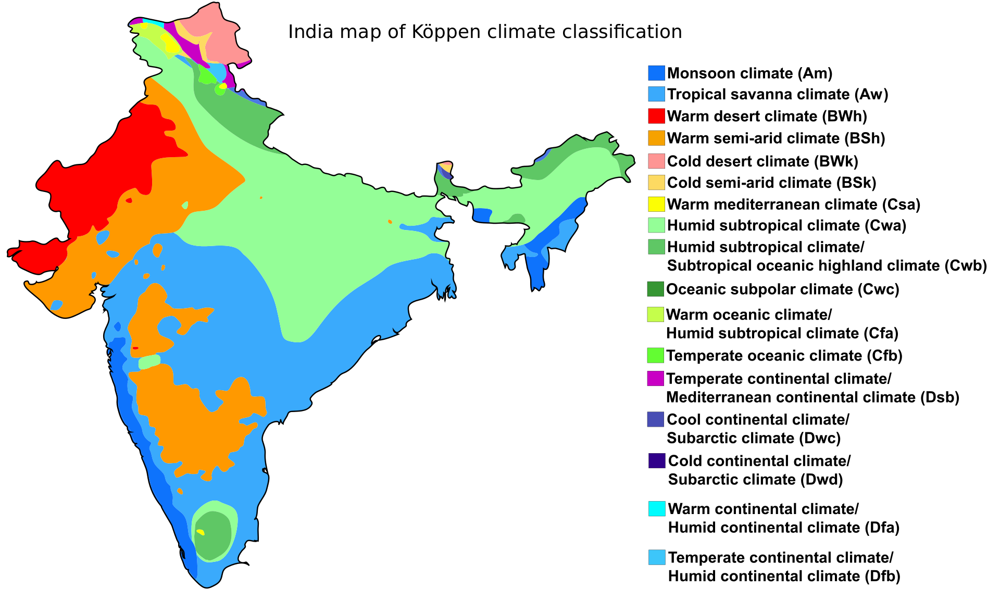 India map of Köppen climate classification
Monsoon climate (Am)
Tropical savanna climate (Aw)
Warm desert climate (BWh)
Warm semi-arid climate (BSh)
Cold desert climate (BWk)
Cold semi-arid climate (BSk)
Warm mediterranean climate (Csa)
Humid subtropical climate (Cwa)
Humid subtropical climate/
Subtropical oceanic highland climate (Cwb)
Oceanic subpolar climate (Cwc)
Warm oceanic climate/
Humid subtropical climate (Cfa)
Temperate oceanic climate (Cfb)
Temperate continental climate/
Mediterranean continental climate (Dsb)
Cool continental climate/
Subarctic climate (Dwc)
Cold continental climate/
Subarctic climate (Dwd)
Warm continental climate/
Humid continental climate (Dfa)
Temperate continental climate/
Humid continental climate (Dfb)